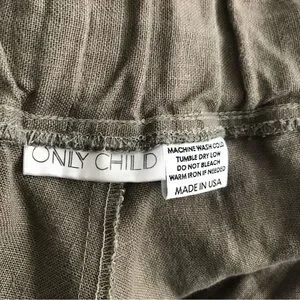 ONLY CHILD
MACHINE WASH COLD
TUMBLE DRY LOW
DO NOT BLEACH
WARM IRON IF NEEDED
MADE IN USA